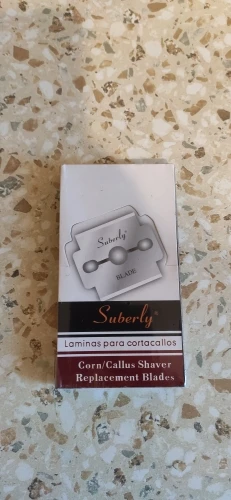 Suberly
BLADE
Suberly®
Laminas para cortacallos
Corn/Callus Shaver
Replacement Blades